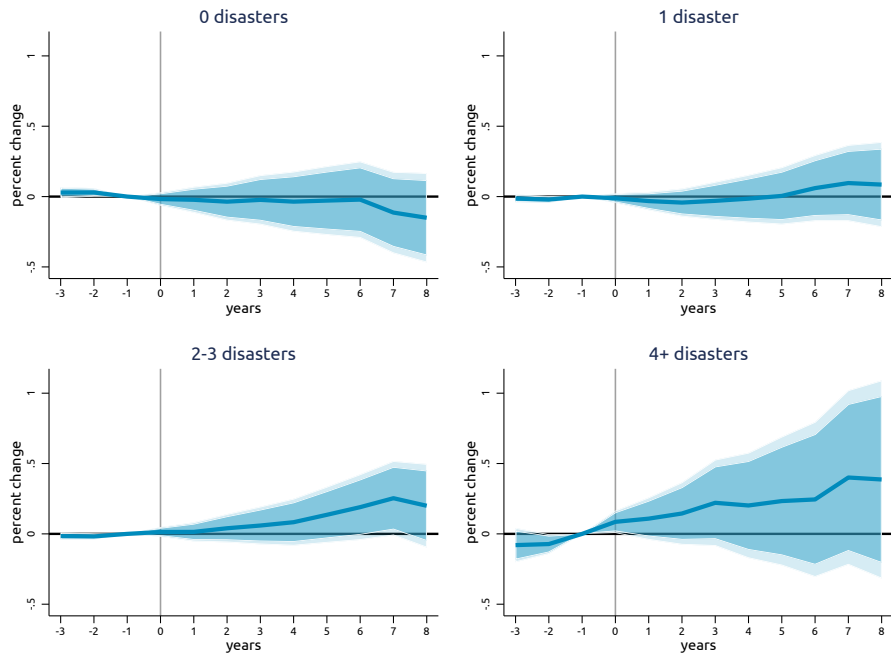 0 disasters
percent change
1
.5
0
-.5
-3 -2 -1 0 1 2 3 4 5 6 7 8
years
1 disaster
percent change
1
.5
0
-.5
-3 -2 -1 0 1 2 3 4 5 6 7 8
years
2-3 disasters
percent change
1
.5
0
-.5
-3 -2 -1 0 1 2 3 4 5 6 7 8
years
4+ disasters
percent change
1
.5
0
-.5
-3 -2 -1 0 1 2 3 4 5 6 7 8
years